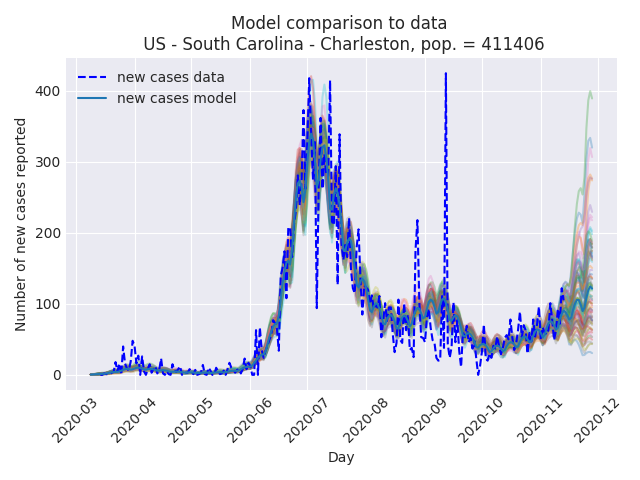 Model comparison to data
US - South Carolina - Charleston, pop. = 411406
new cases data
new cases model
Number of new cases reported
400
300
200
100
0
2020-03
2020-04
2020-05
2020-06
2020-07
2020-08
2020-09
2020-10
2020-11
2020-12
Day